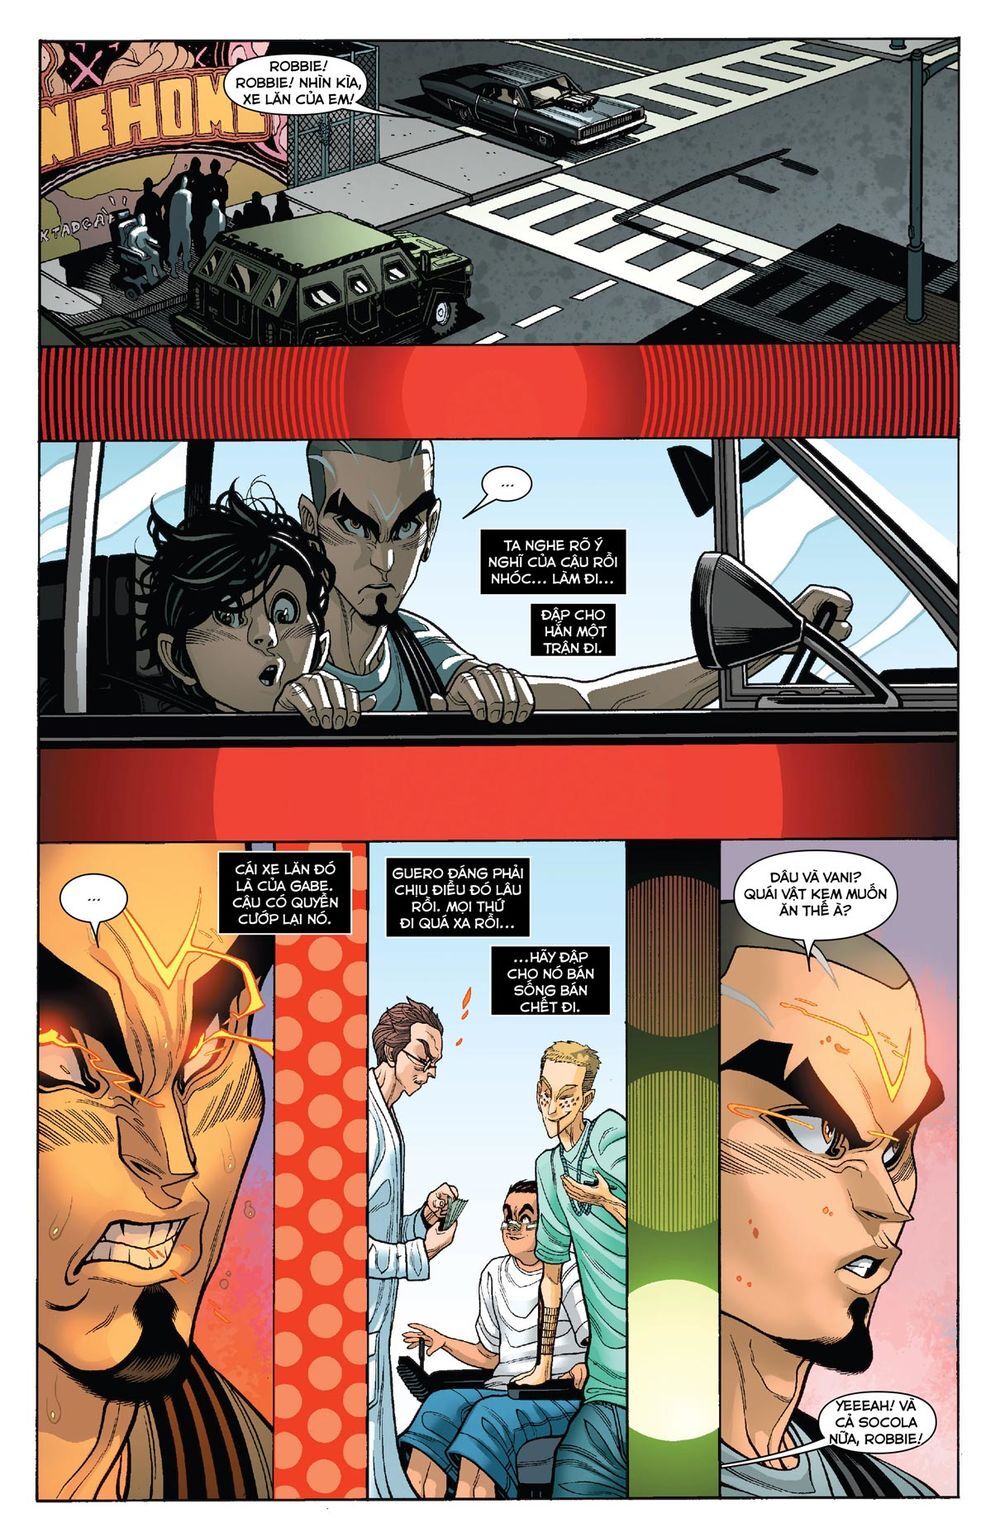 NEHOM
KTADGA
ROBBIE!
ROBBIE! NHÌN KÌA,
XE LĂN CỦA EM!
...
TA NGHE RÕ Ý
NGHĨ CỦA CẬU RỒI
NHÓC... LÀM ĐI...
ĐẬP CHO
HẮN MỘT
TRẬN ĐI.
...
CÁI XE LĂN ĐÓ
LÀ CỦA GABE.
CẬU CÓ QUYỀN
CƯỚP LẠI NÓ.
GUERO ĐÁNG PHẢI
CHỊU ĐIỀU ĐÓ LÂU
RỒI. MỌI THỨ
ĐI QUÁ XA RỒI...
...HÃY ĐẬP
CHO NÓ BÁN
SỐNG BÁN
CHẾT ĐI.
DÂU VÃ VANI?
QUÁI VẬT KEM MUỐN
ĂN THẾ À?
YEEEAH! VÀ
CẢ SOCOLA
NỮA, ROBBIE!